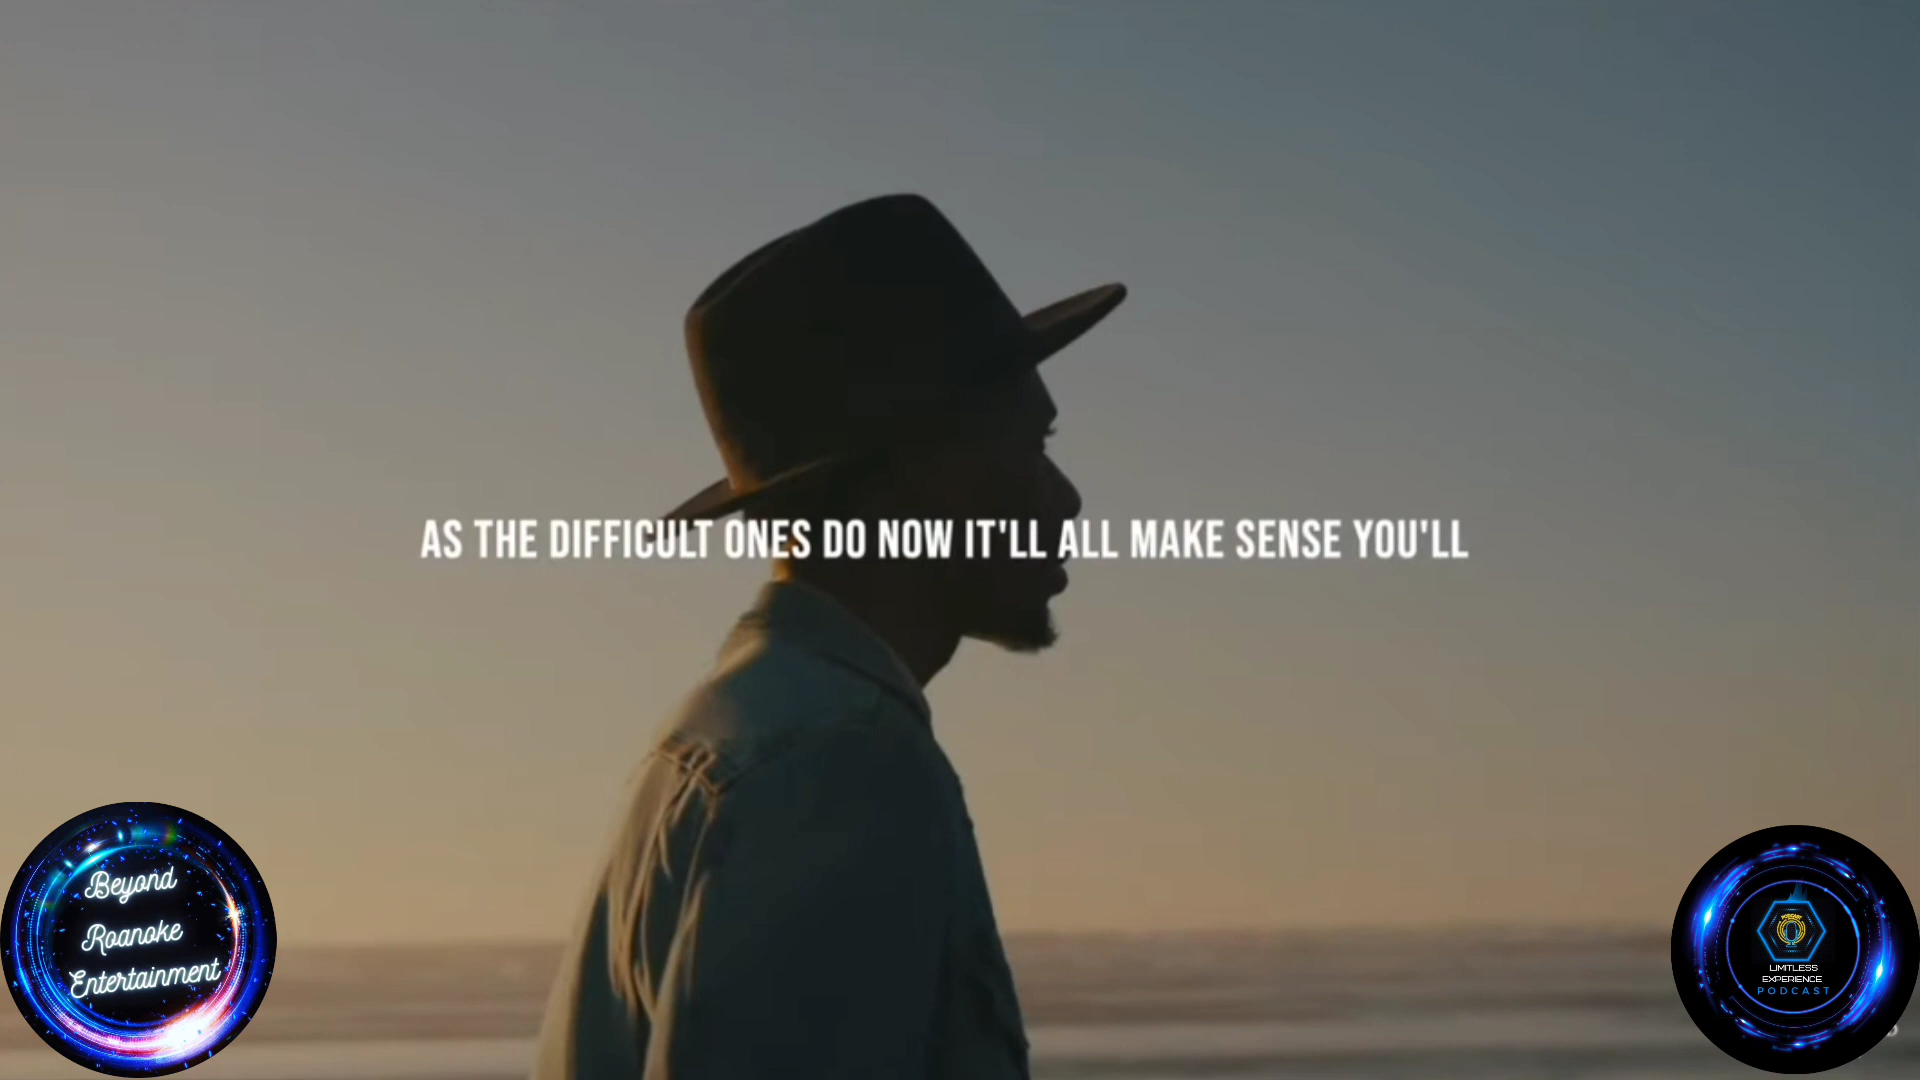 AS THE DIFFICULT ONES DO NOW IT'LL ALL MAKE SENSE YOU'LL
Beyond
Roanoke
Entertainment
PODCAST
LIMITLESS
EXPERIENCE
PODCAST